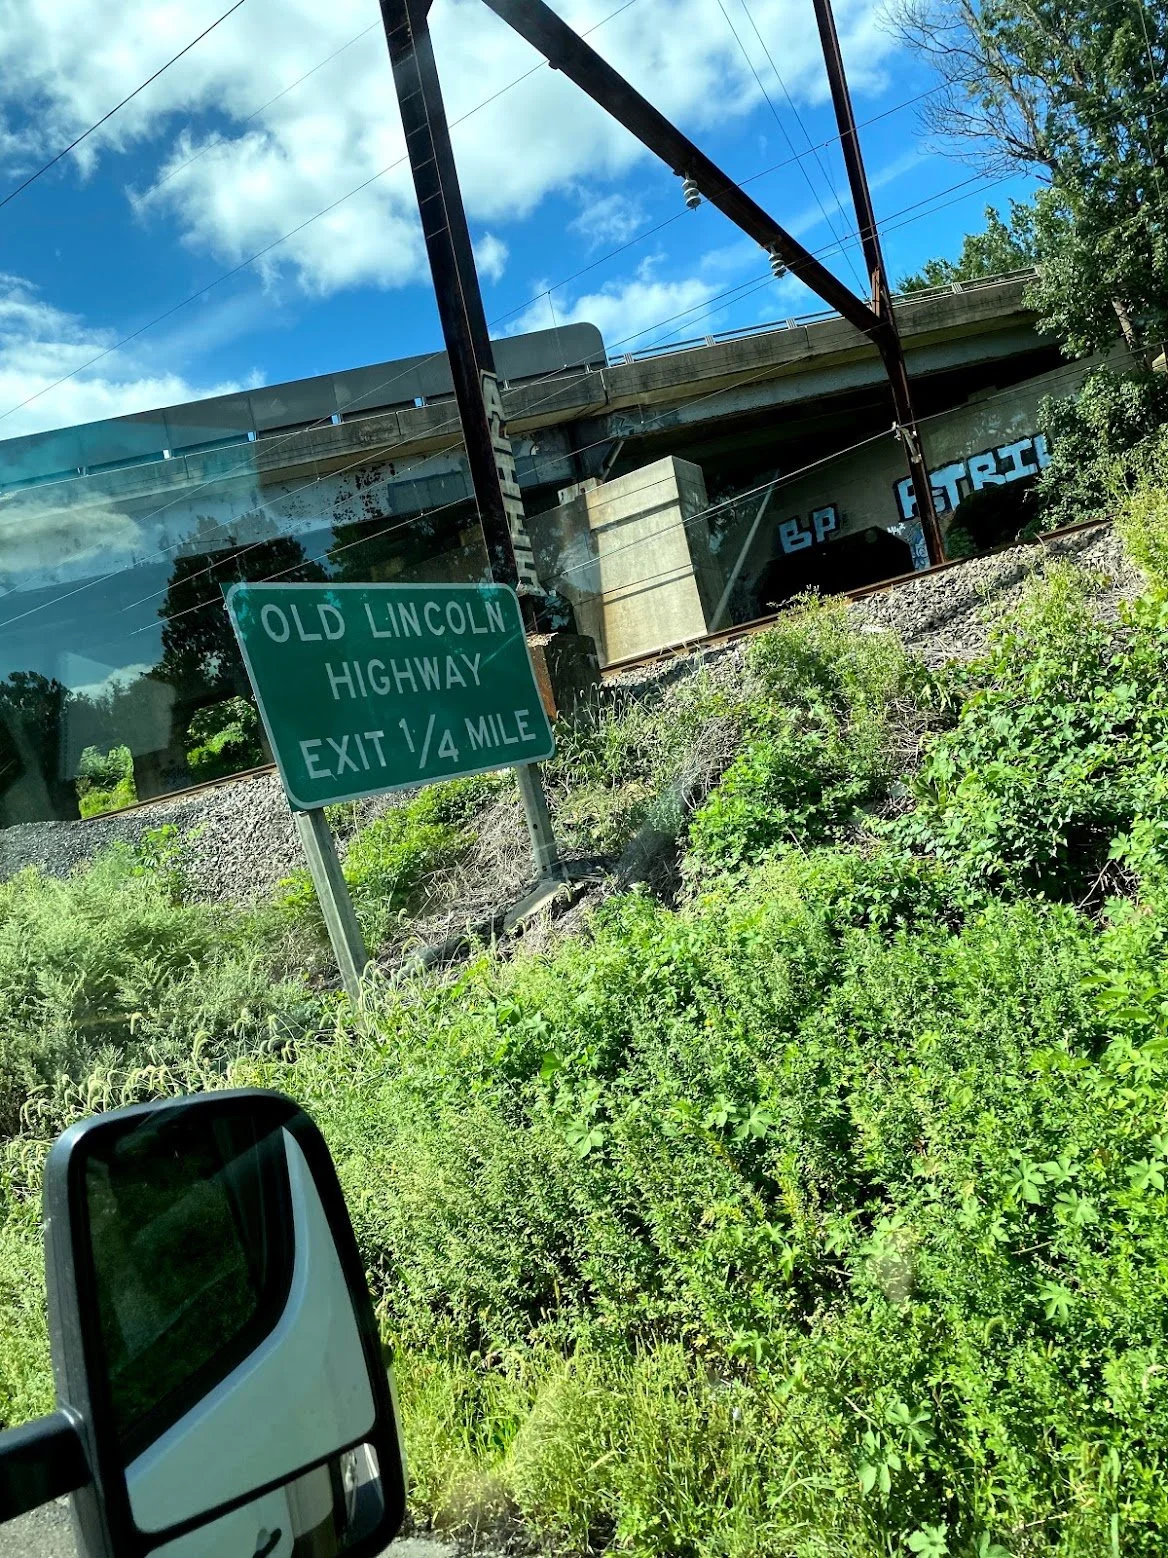 OLD LINCOLN
HIGHWAY
EXIT 1/4 MILE
BP